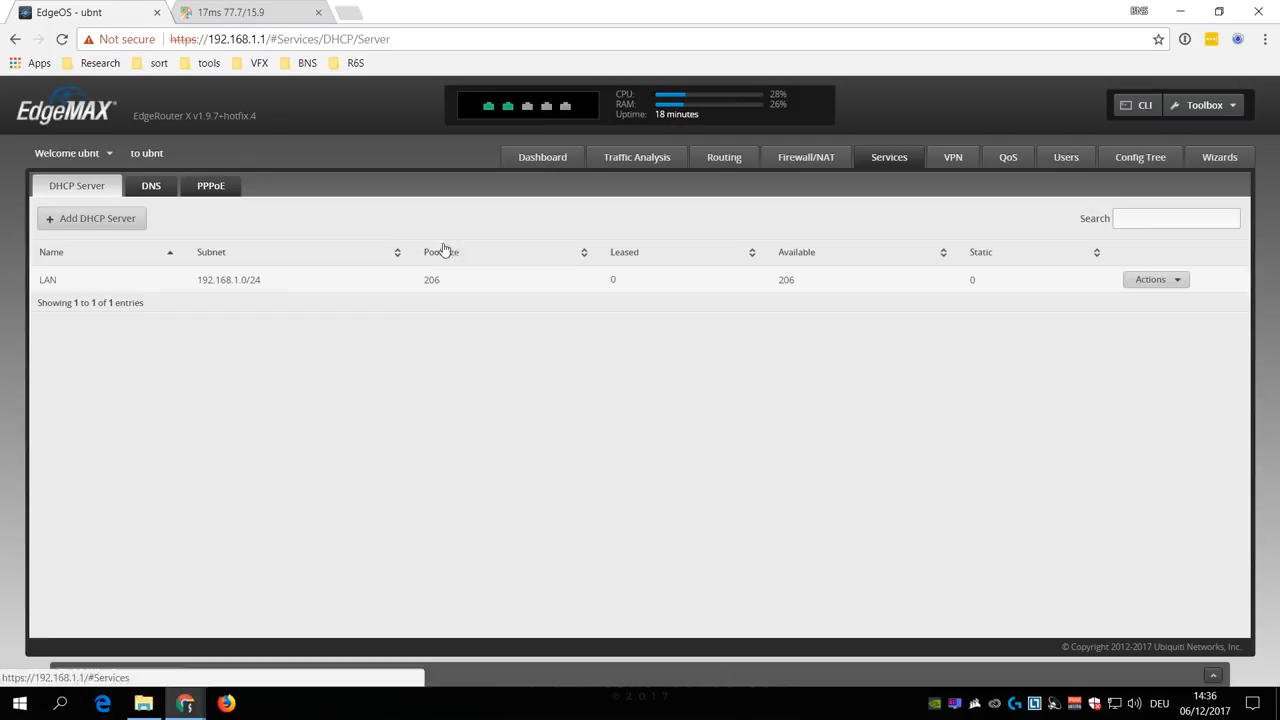 EdgeOS - ubnt
17ms 77.7/15.9
BNS
Not secure
https://192.168.1.1/#Services/DHCP/Server
Apps
Research
sort
tools
VFX
BNS
R6S
EdgeMAX
EdgeRouter X v1.9.7+hotfix.4
CPU:
28%
RAM:
26%
Uptime:
18 minutes
CLI
Toolbox
Welcome ubnt
to ubnt
Dashboard
Traffic Analysis
Routing
Firewall/NAT
Services
VPN
QoS
Users
Config Tree
Wizards
DHCP Server
DNS
PPPoE
+ Add DHCP Server
Search
Name
Subnet
Leased
Available
Static
LAN
192.168.1.0/24
206
0
206
0
Actions
Showing 1 to 1 of 1 entries
© Copyright 2012-2017 Ubiquiti Networks, Inc.
https://192.168.1.1/#Services
© 2017
DEU
14:36
06/12/2017